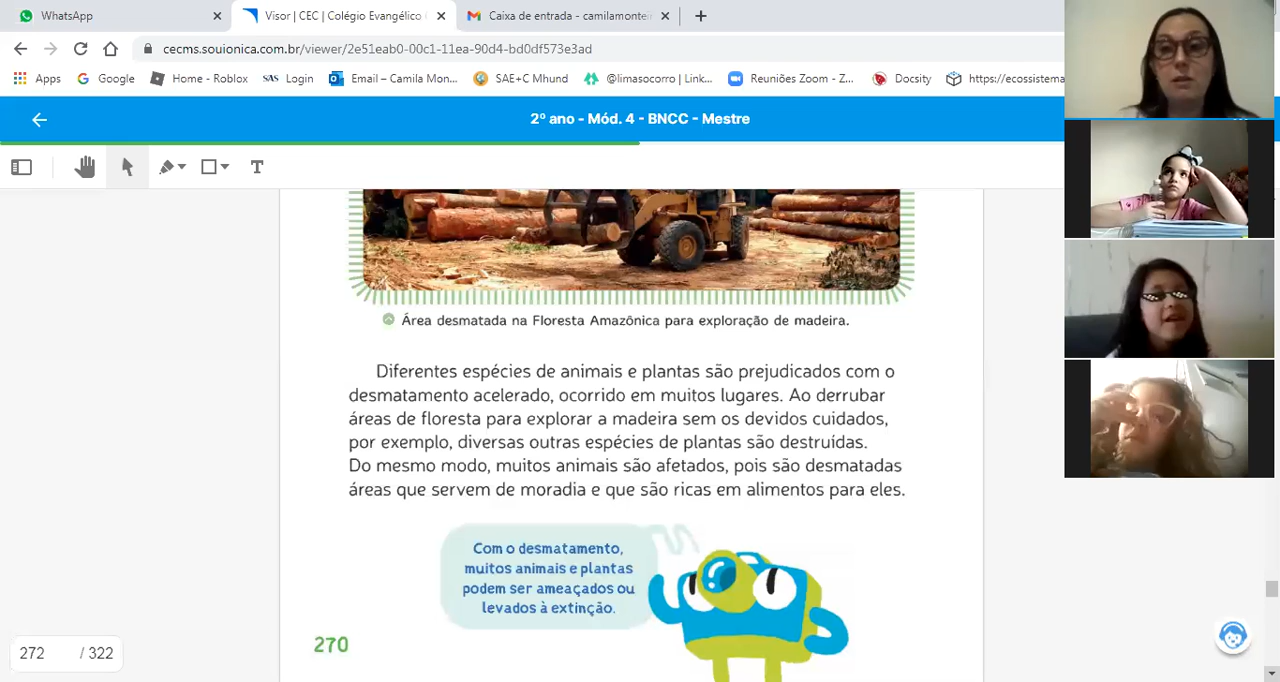 WhatsApp
Visor | CEC | Colégio Evangélico
Caixa de entrada - camilamonteir
cecms.souionica.com.br/viewer/2e51eab0-00c1-11ea-90d4-bd0df573e3ad
Apps Google Home - Roblox SAS Login Email – Camila Mon... SAE+C Mhund @limasocorro | Link... Reuniões Zoom - Z... Docsity https://ecossistema
2º ano - Mód. 4 - BNCC - Mestre
T
Área desmatada na Floresta Amazônica para exploração de madeira.
Diferentes espécies de animais e plantas são prejudicados com o
desmatamento acelerado, ocorrido em muitos lugares. Ao derrubar
áreas de floresta para explorar a madeira sem os devidos cuidados,
por exemplo, diversas outras espécies de plantas são destruídas.
Do mesmo modo, muitos animais são afetados, pois são desmatadas
áreas que servem de moradia e que são ricas em alimentos para eles.
Com o desmatamento,
muitos animais e plantas
podem ser ameaçados ou
levados à extinção.
270
272 / 322